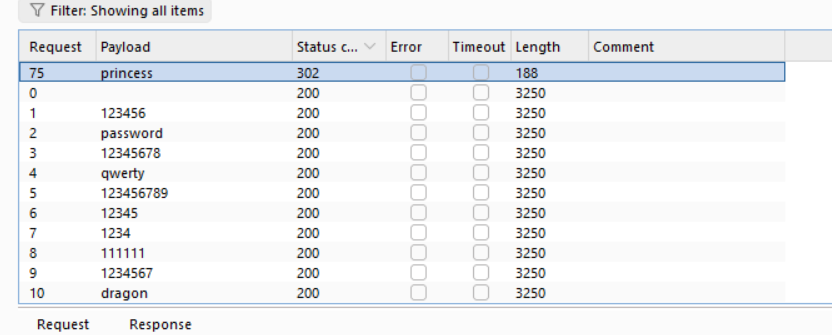 Filter: Showing all items
Request Payload Status c... Error Timeout Length Comment
75 princess 302 188
0 200 3250
1 123456 200 3250
2 password 200 3250
3 12345678 200 3250
4 qwerty 200 3250
5 123456789 200 3250
6 12345 200 3250
7 1234 200 3250
8 111111 200 3250
9 1234567 200 3250
10 dragon 200 3250
Request Response